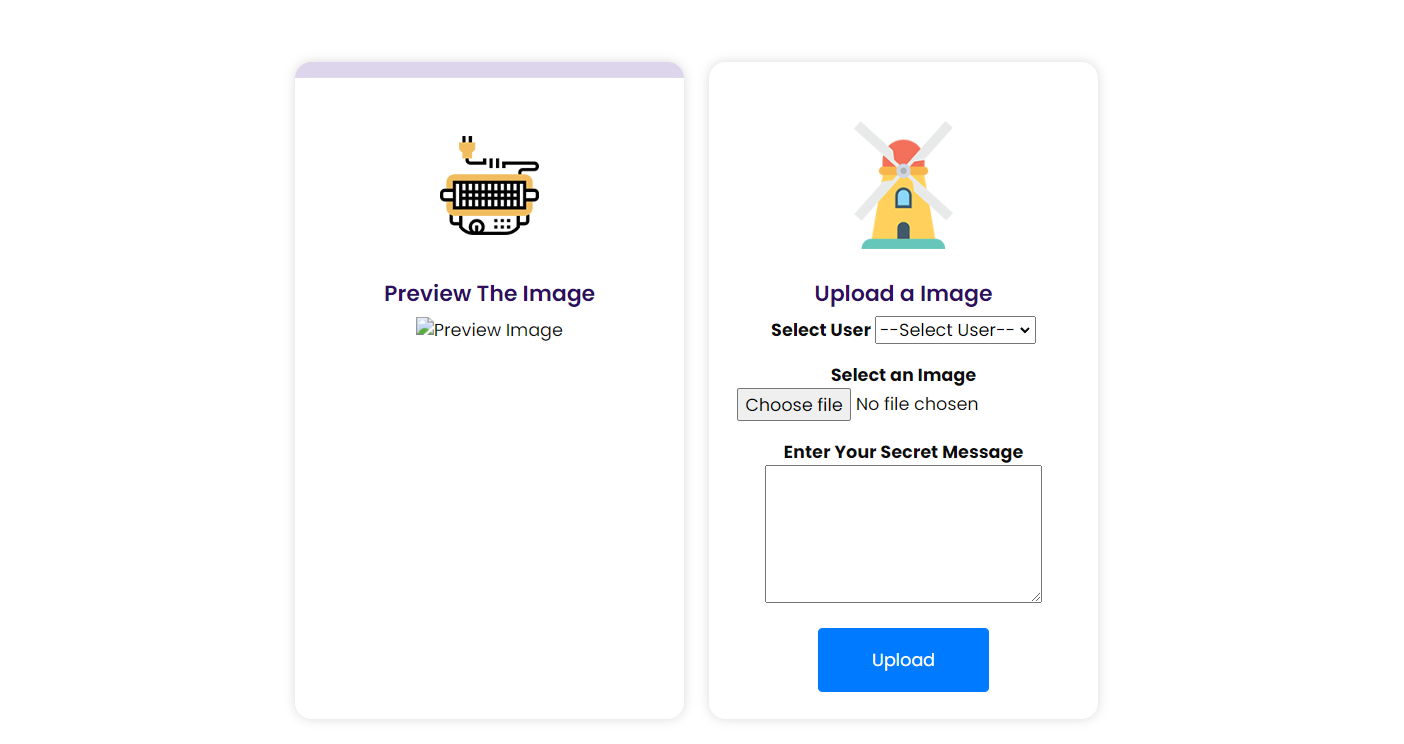 Preview The Image
Preview Image
Upload a Image
Select User --Select User--
Select an Image
Choose file No file chosen
Enter Your Secret Message
Upload